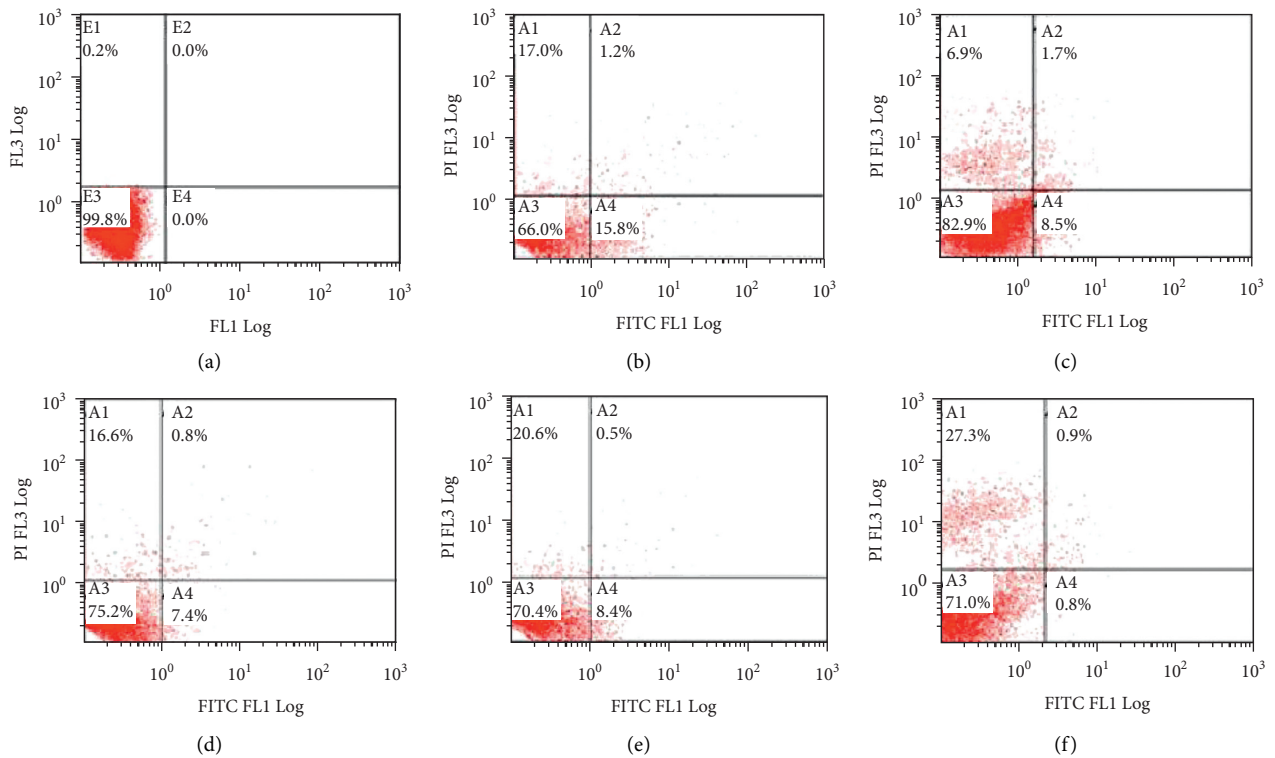 10³
10²
10¹
10⁰
FL3 Log
E1
0.2%
E2
0.0%
E3
99.8%
E4
0.0%
10⁰ 10¹ 10² 10³
FL1 Log
(a)
10³
10²
10¹
10⁰
PI FL3 Log
A1
17.0%
A2
1.2%
A3
66.0%
A4
15.8%
10⁰ 10¹ 10² 10³
FITC FL1 Log
(b)
10³
10²
10¹
10⁰
PI FL3 Log
A1
6.9%
A2
1.7%
A3
82.9%
A4
8.5%
10⁰ 10¹ 10² 10³
FITC FL1 Log
(c)
10³
10²
10¹
10⁰
PI FL3 Log
A1
16.6%
A2
0.8%
A3
75.2%
A4
7.4%
10⁰ 10¹ 10² 10³
FITC FL1 Log
(d)
10³
10²
10¹
10⁰
PI FL3 Log
A1
20.6%
A2
0.5%
A3
70.4%
A4
8.4%
10⁰ 10¹ 10² 10³
FITC FL1 Log
(e)
10³
10²
10¹
10⁰
PI FL3 Log
A1
27.3%
A2
0.9%
A3
71.0%
A4
0.8%
10⁰ 10¹ 10² 10³
FITC FL1 Log
(f)